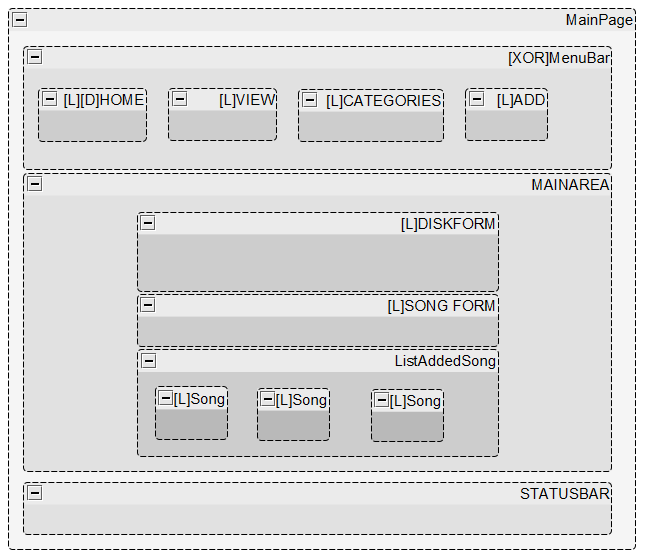 MainPage
[XOR]MenuBar
[L][D]HOME
[L]VIEW
[L]CATEGORIES
[L]ADD
MAINAREA
[L]DISKFORM
[L]SONG FORM
ListAddedSong
[L]Song
[L]Song
[L]Song
STATUSBAR